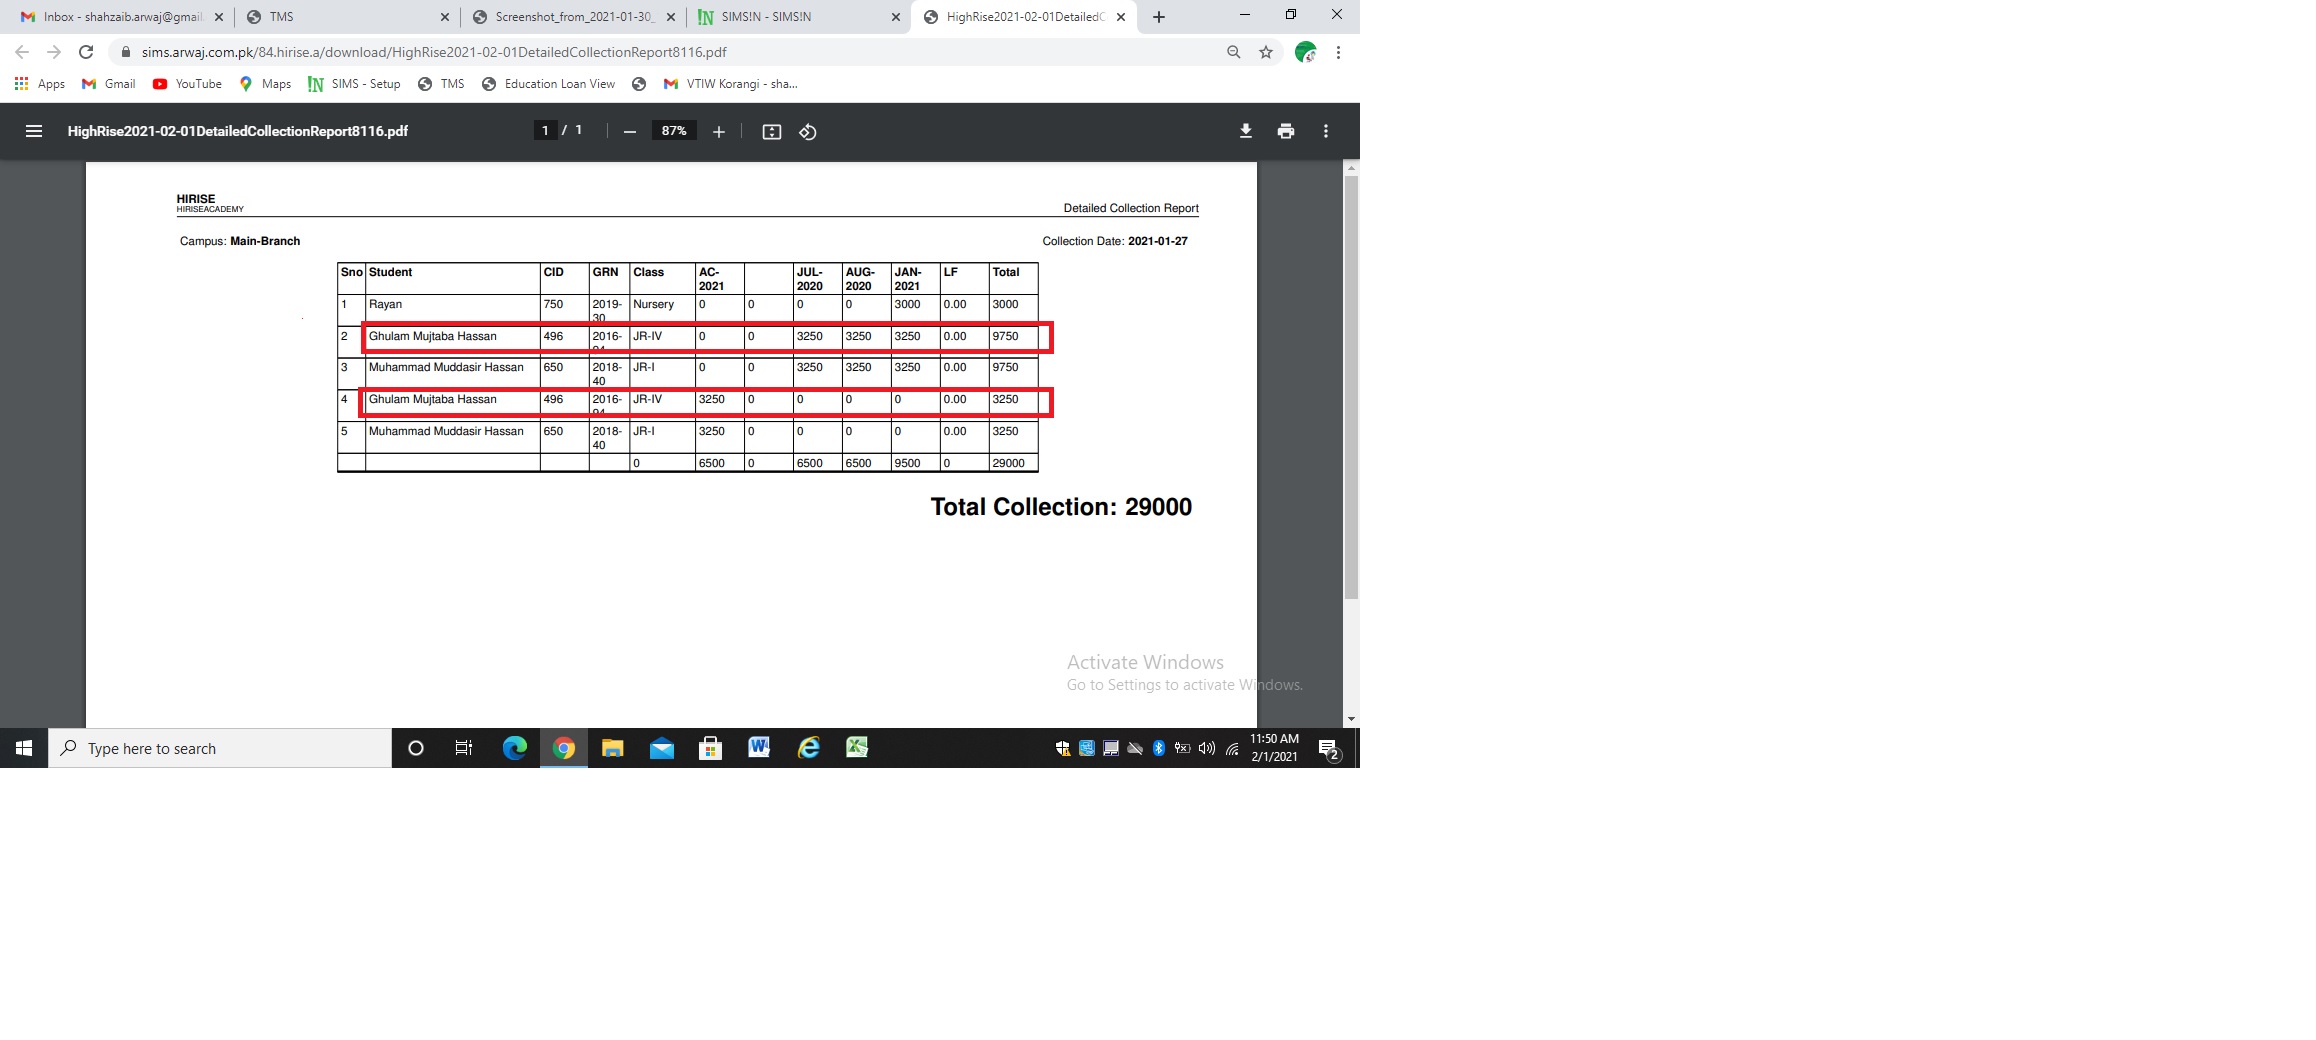 Inbox - shahzaib.arwaj@gmail. TMS Screenshot_from_2021-01-30_ SIMS!N - SIMS!N HighRise2021-02-01DetailedC
sims.arwaj.com.pk/84.hirise.a/download/HighRise2021-02-01DetailedCollectionReport8116.pdf
Apps Gmail YouTube Maps SIMS - Setup TMS Education Loan View VTIW Korangi - sha...
HighRise2021-02-01DetailedCollectionReport8116.pdf 1 / 1 87%
HIRISE
HIRISEACADEMY Detailed Collection Report
Campus: Main-Branch Collection Date: 2021-01-27
Sno Student CID GRN Class AC-2021 JUL-2020 AUG-2020 JAN-2021 LF Total
1 Rayan 750 2019-30 Nursery 0 0 0 0 3000 0.00 3000
2 Ghulam Mujtaba Hassan 496 2016- JR-IV 0 0 3250 3250 3250 0.00 9750
3 Muhammad Muddasir Hassan 650 2018-40 JR-I 0 0 3250 3250 3250 0.00 9750
4 Ghulam Mujtaba Hassan 496 2016- JR-IV 3250 0 0 0 0 0.00 3250
5 Muhammad Muddasir Hassan 650 2018-40 JR-I 3250 0 0 0 0 0.00 3250
0 6500 0 6500 6500 9500 0 29000
Total Collection: 29000
Activate Windows
Go to Settings to activate Windows.
Type here to search
11:50 AM
2/1/2021
2